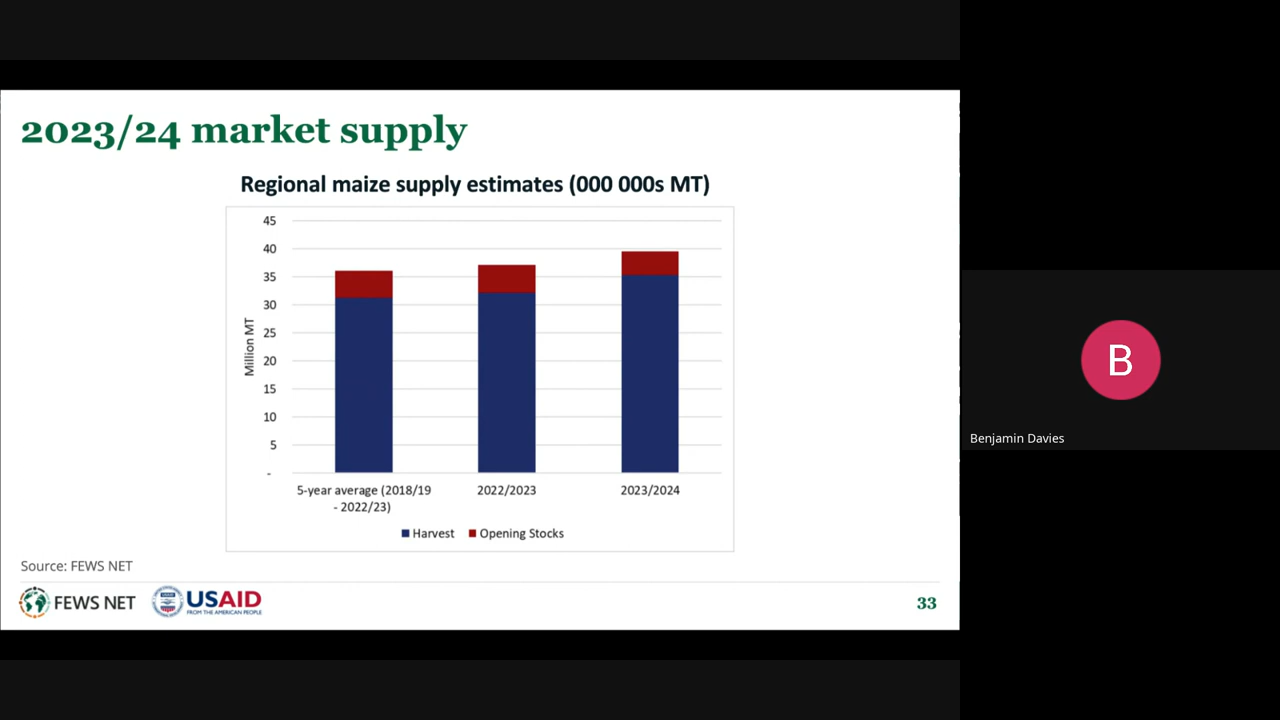 2023/24 market supply
Regional maize supply estimates (000 000s MT)
45
40
35
30
25
20
15
10
5
-
Million MT
5-year average (2018/19
- 2022/23)
2022/2023
2023/2024
Harvest
Opening Stocks
Source: FEWS NET
FEWS NET
USAID
FROM THE AMERICAN PEOPLE
33
B
Benjamin Davies